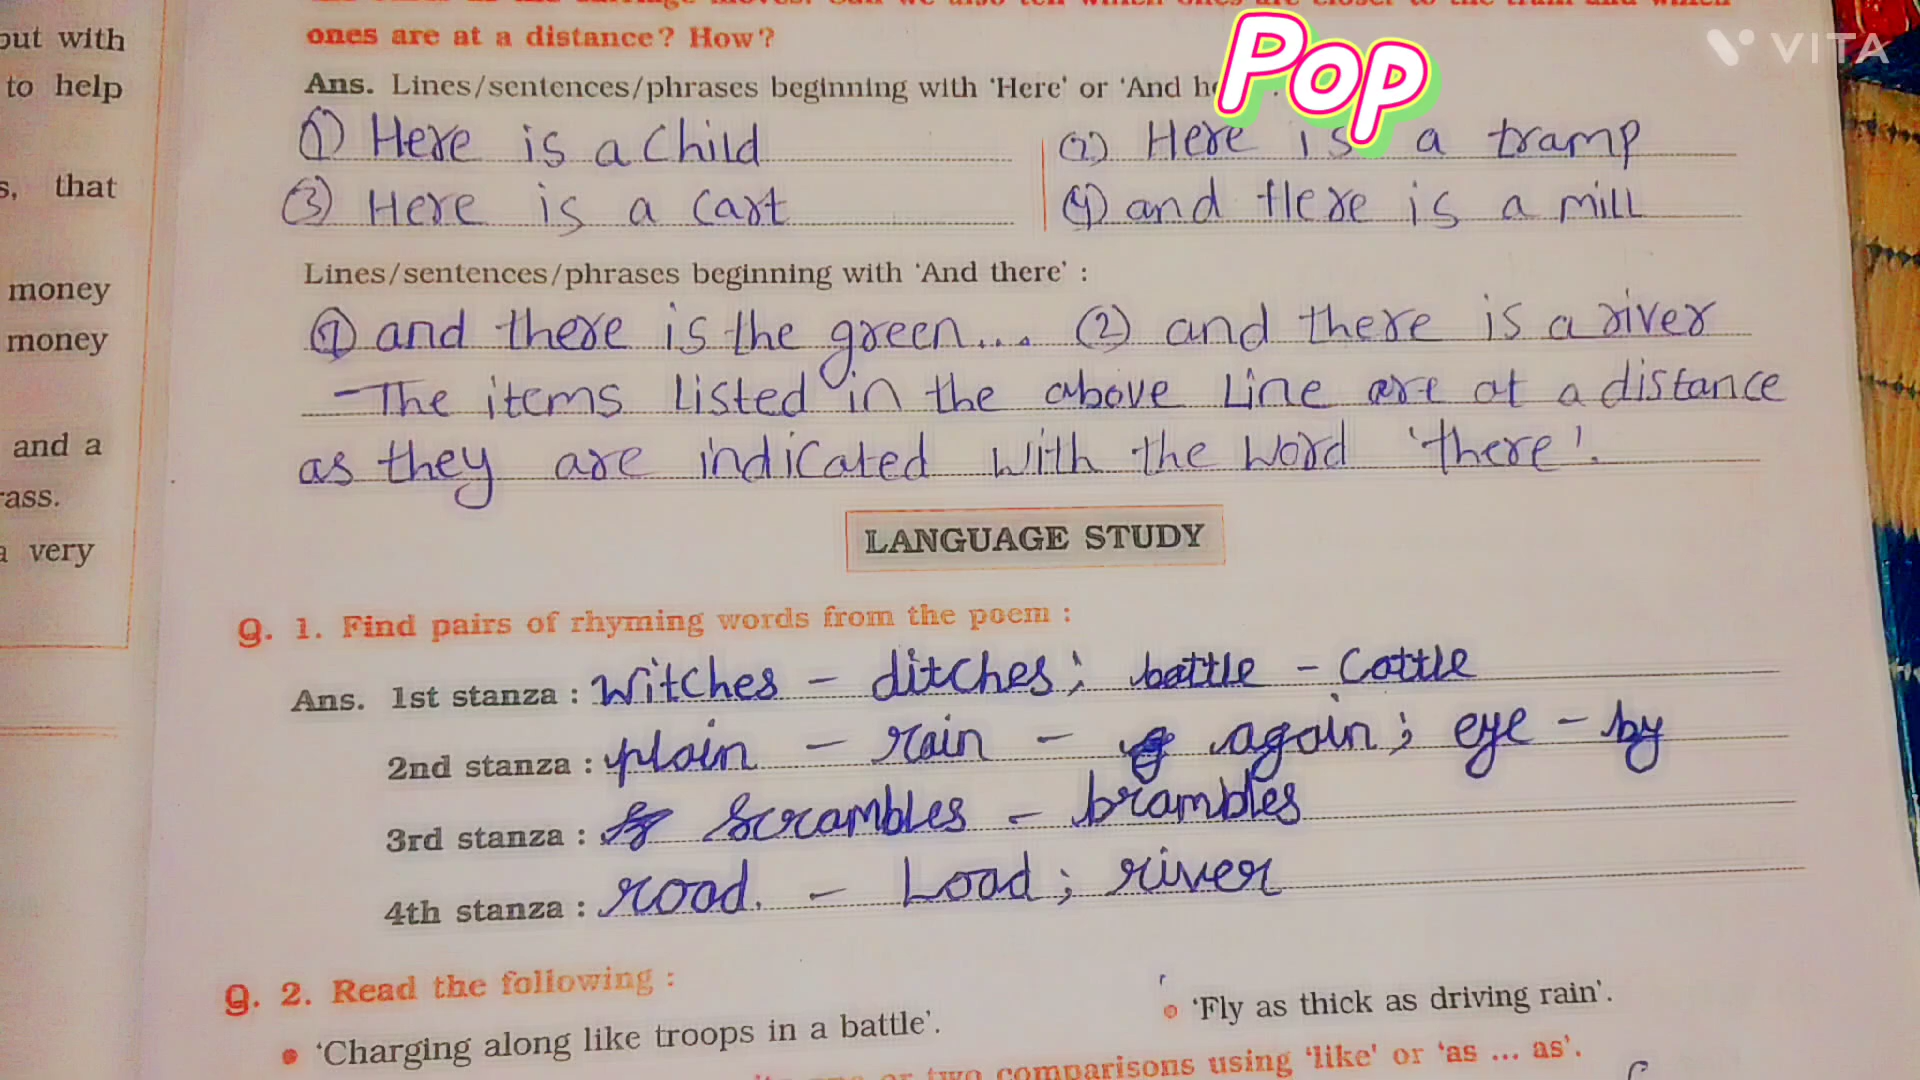 ones are at a distance? How?
Pop
VITA
Ans. Lines/sentences/phrases beginning with 'Here' or 'And
① Here is a child
② Here is a tramp
③ Here is a cart
④ and Here is a mill
Lines/sentences/phrases beginning with 'And there' :
① and there is the green... ② and there is a river
-The items listed in the above Line are at a distance
as they are indicated with the word 'there'.
LANGUAGE STUDY
g. 1. Find pairs of rhyming words from the poem :
Ans. 1st stanza : witches - ditches; battle - Cattle
2nd stanza : plain - rain - again; eye - by
3rd stanza : Scrambles - brambles
4th stanza : road. - Load; river
g. 2. Read the following :
• 'Charging along like troops in a battle'.
• 'Fly as thick as driving rain'.
one or two comparisons using 'like' or 'as ... as'.
out with
to help
s, that
money
money
and a
rass.
a very